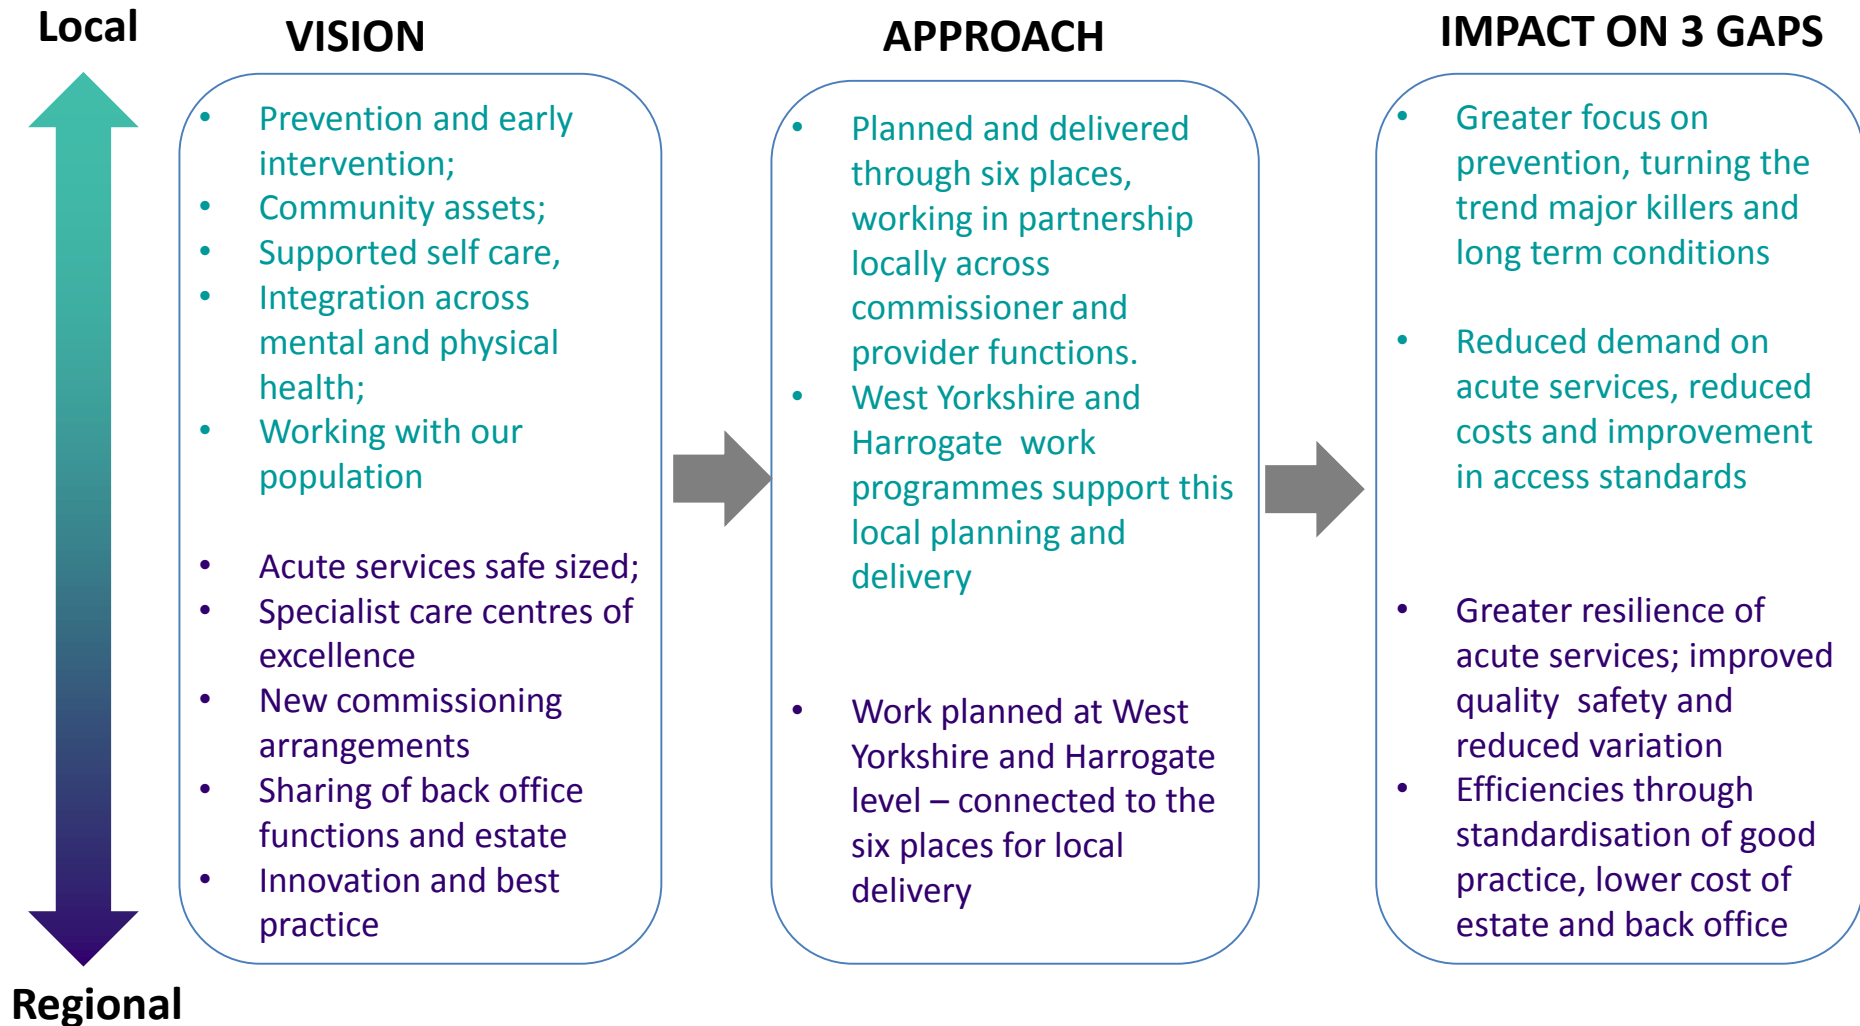 Local
VISION
APPROACH
IMPACT ON 3 GAPS
• Prevention and early
intervention;
• Community assets;
• Supported self care,
• Integration across
mental and physical
health;
• Working with our
population
• Acute services safe sized;
• Specialist care centres of
excellence
• New commissioning
arrangements
• Sharing of back office
functions and estate
• Innovation and best
practice
• Planned and delivered
through six places,
working in partnership
locally across
commissioner and
provider functions.
• West Yorkshire and
Harrogate work
programmes support this
local planning and
delivery
• Work planned at West
Yorkshire and Harrogate
level – connected to the
six places for local
delivery
• Greater focus on
prevention, turning the
trend major killers and
long term conditions
• Reduced demand on
acute services, reduced
costs and improvement
in access standards
• Greater resilience of
acute services; improved
quality safety and
reduced variation
• Efficiencies through
standardisation of good
practice, lower cost of
estate and back office
Regional